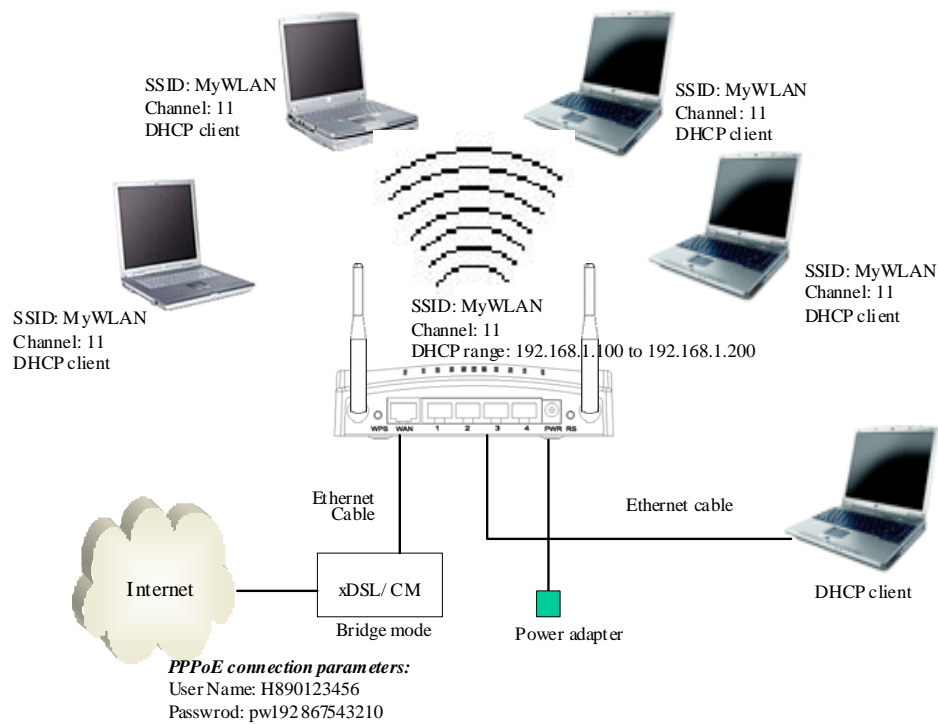 SSID: MyWLAN
Channel: 11
DHCP client
SSID: MyWLAN
Channel: 11
DHCP client
SSID: MyWLAN
Channel: 11
DHCP client
SSID: MyWLAN
Channel: 11
DHCP client
SSID: MyWLAN
Channel: 11
DHCP range: 192.168.1.100 to 192.168.1.200
WPS WAN 1 2 3 4 PWR RS
Ethernet
Cable
Ethernet cable
Internet
xDSL/ CM
Bridge mode
Power adapter
DHCP client
PPPoE connection parameters:
User Name: H890123456
Passwrod: pw192867543210